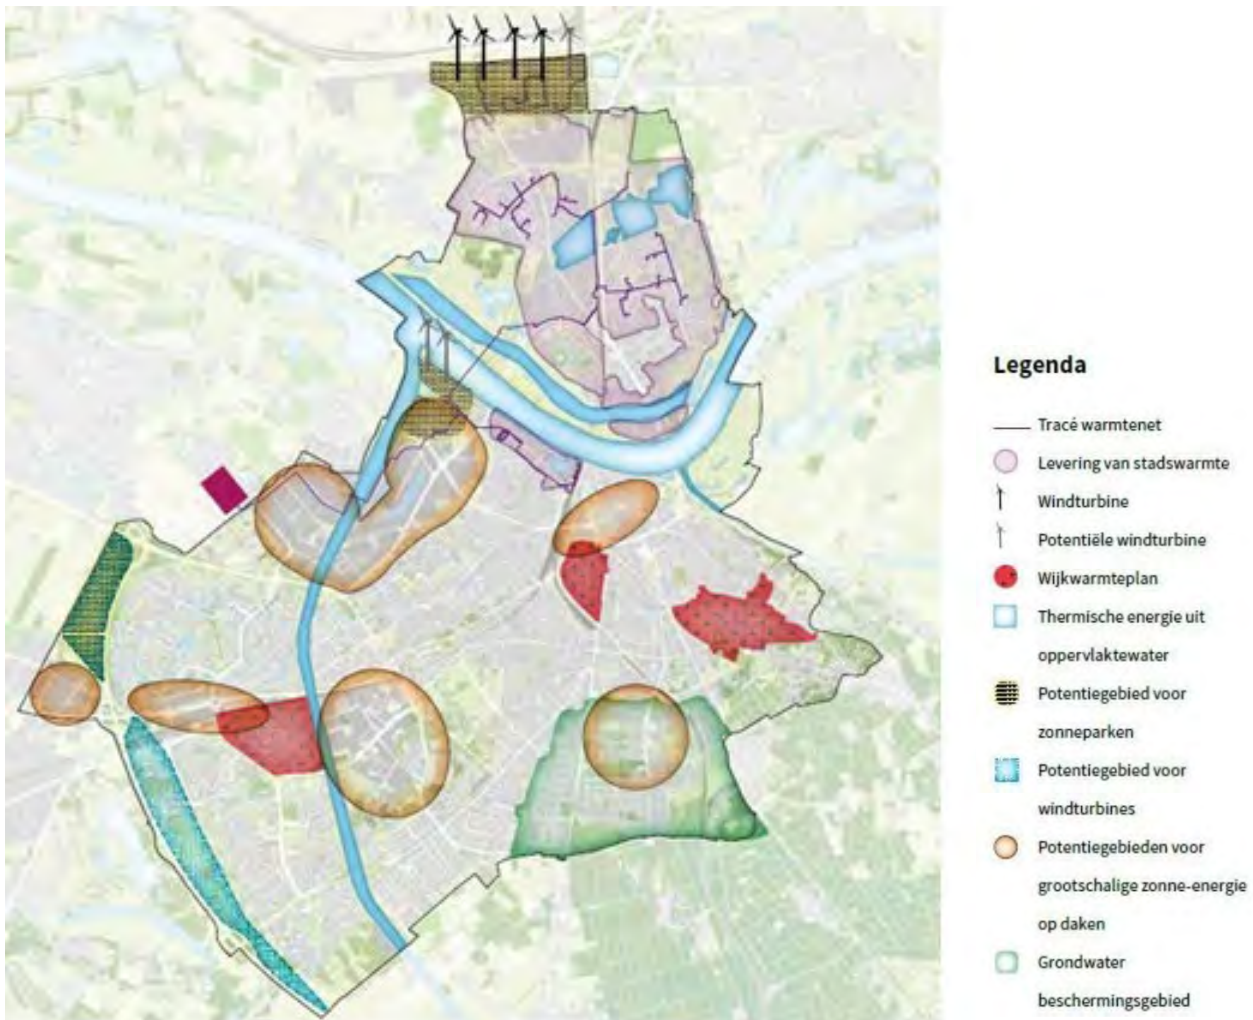 Legenda
Tracé warmtenet
Levering van stadswarmte
Windturbine
Potentiële windturbine
Wijkwarmteplan
Thermische energie uit
oppervlaktewater
Potentiegebied voor
zonneparken
Potentiegebied voor
windturbines
Potentiegebieden voor
grootschalige zonne-energie
op daken
Grondwater
beschermingsgebied